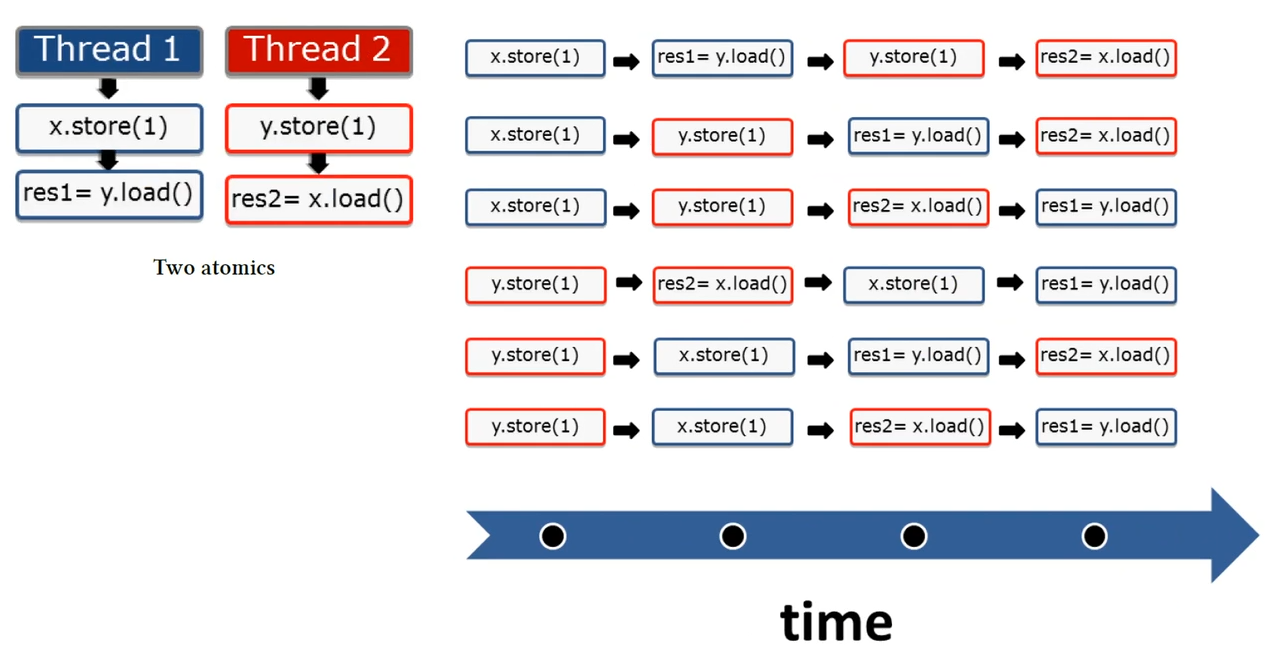 Thread 1
x.store(1)
res1= y.load()
Thread 2
y.store(1)
res2= x.load()
Two atomics
x.store(1) res1= y.load() y.store(1) res2= x.load()
x.store(1) y.store(1) res1= y.load() res2= x.load()
x.store(1) y.store(1) res2= x.load() res1= y.load()
y.store(1) res2= x.load() x.store(1) res1= y.load()
y.store(1) x.store(1) res1= y.load() res2= x.load()
y.store(1) x.store(1) res2= x.load() res1= y.load()
time